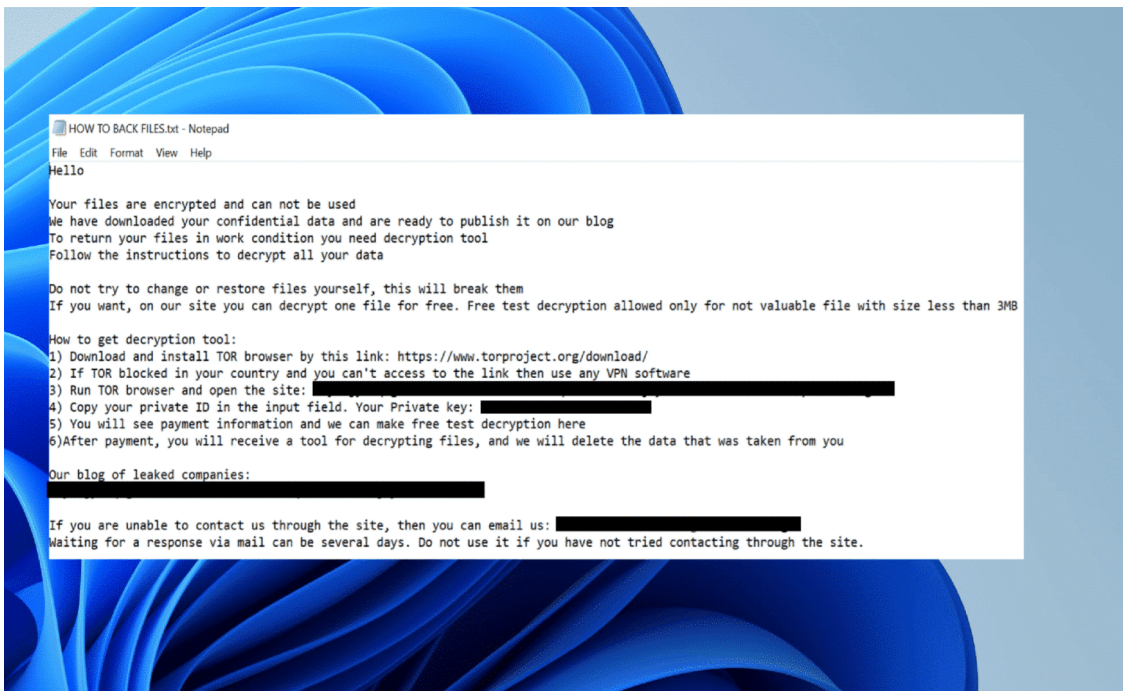 HOW TO BACK FILES.txt - Notepad
File Edit Format View Help
Hello
Your files are encrypted and can not be used
We have downloaded your confidential data and are ready to publish it on our blog
To return your files in work condition you need decryption tool
Follow the instructions to decrypt all your data
Do not try to change or restore files yourself, this will break them
If you want, on our site you can decrypt one file for free. Free test decryption allowed only for not valuable file with size less than 3MB
How to get decryption tool:
1) Download and install TOR browser by this link: https://www.torproject.org/download/
2) If TOR blocked in your country and you can't access to the link then use any VPN software
3) Run TOR browser and open the site:
4) Copy your private ID in the input field. Your Private key:
5) You will see payment information and we can make free test decryption here
6)After payment, you will receive a tool for decrypting files, and we will delete the data that was taken from you
Our blog of leaked companies:
If you are unable to contact us through the site, then you can email us:
Waiting for a response via mail can be several days. Do not use it if you have not tried contacting through the site.